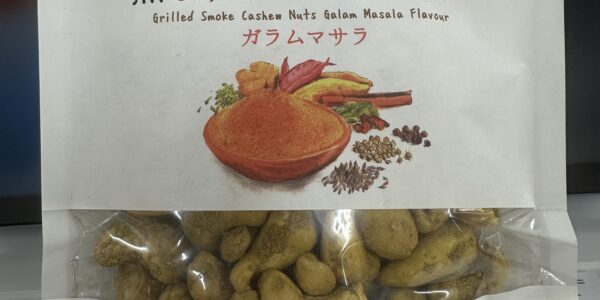 Grilled Smoke Cashew Nuts Galam Masala Flavour
ガラムマサラ